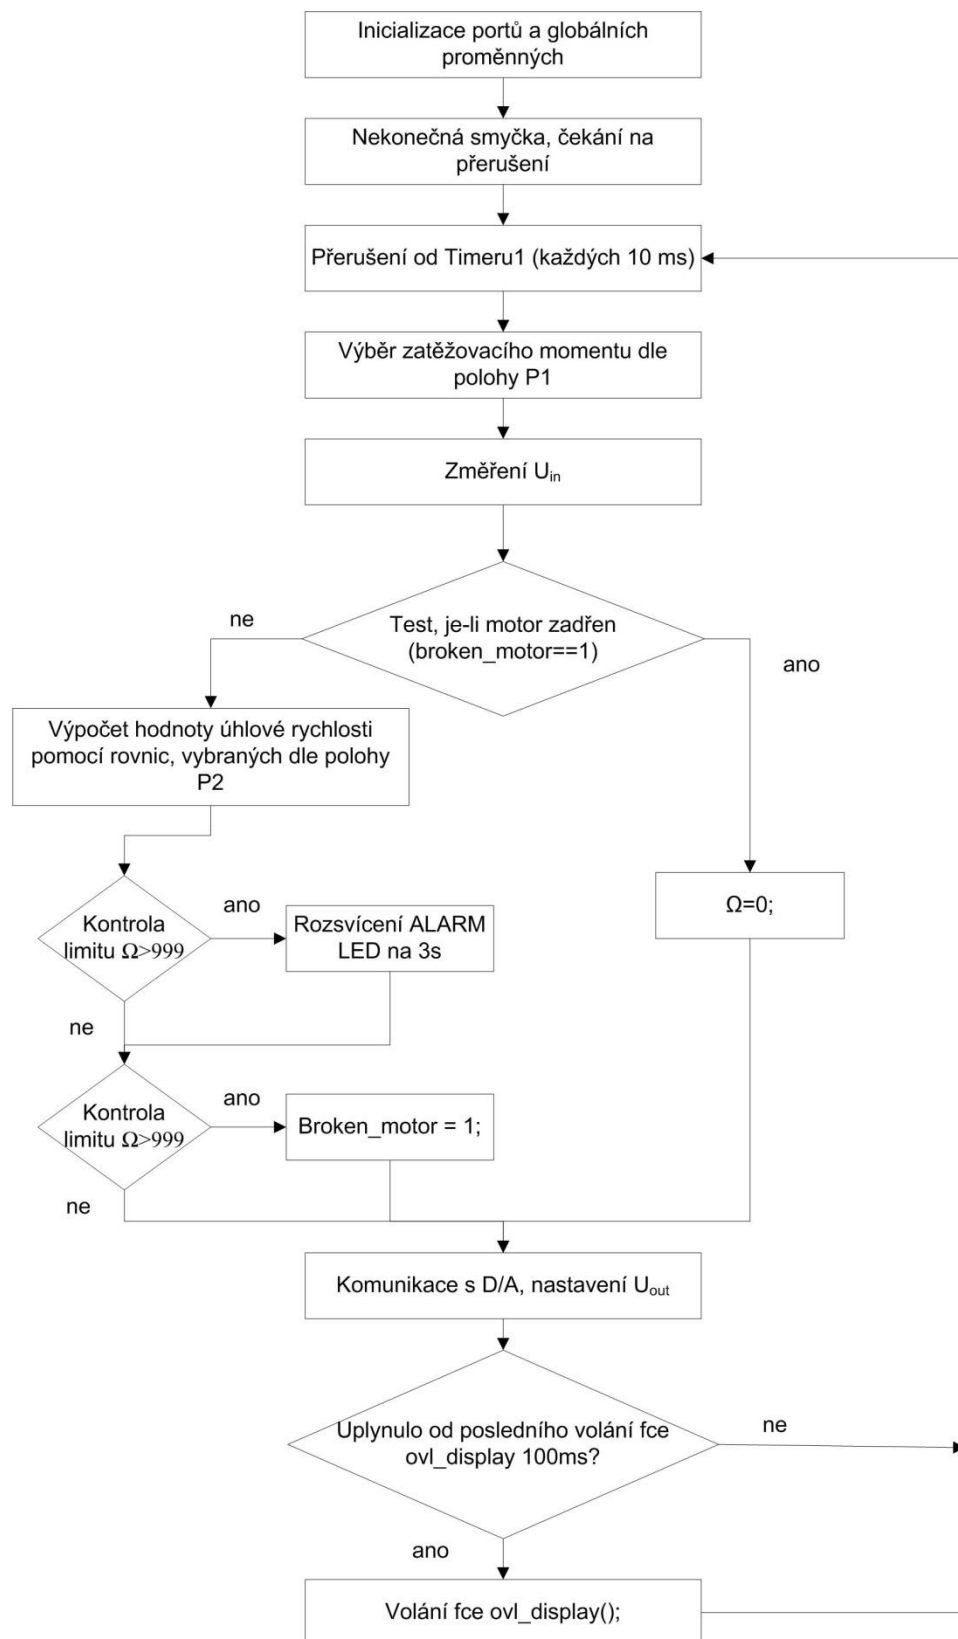 Inicializace portů a globálních
proměnných
Nekonečná smyčka, čekání na
přerušení
Přerušení od Timeru1 (každých 10 ms)
Výběr zatěžovacího momentu dle
polohy P1
Změření Uin
Test, je-li motor zadřen
(broken_motor==1)
ne
ano
Výpočet hodnoty úhlové rychlosti
pomocí rovnic, vybraných dle polohy
P2
Kontrola
limitu Ω>999
ano
Rozsvícení ALARM
LED na 3s
Ω=0;
ne
Kontrola
limitu Ω>999
ano
Broken_motor = 1;
ne
Komunikace s D/A, nastavení Uout
Uplynulo od posledního volání fce
ovl_display 100ms?
ne
ano
Volání fce ovl_display();